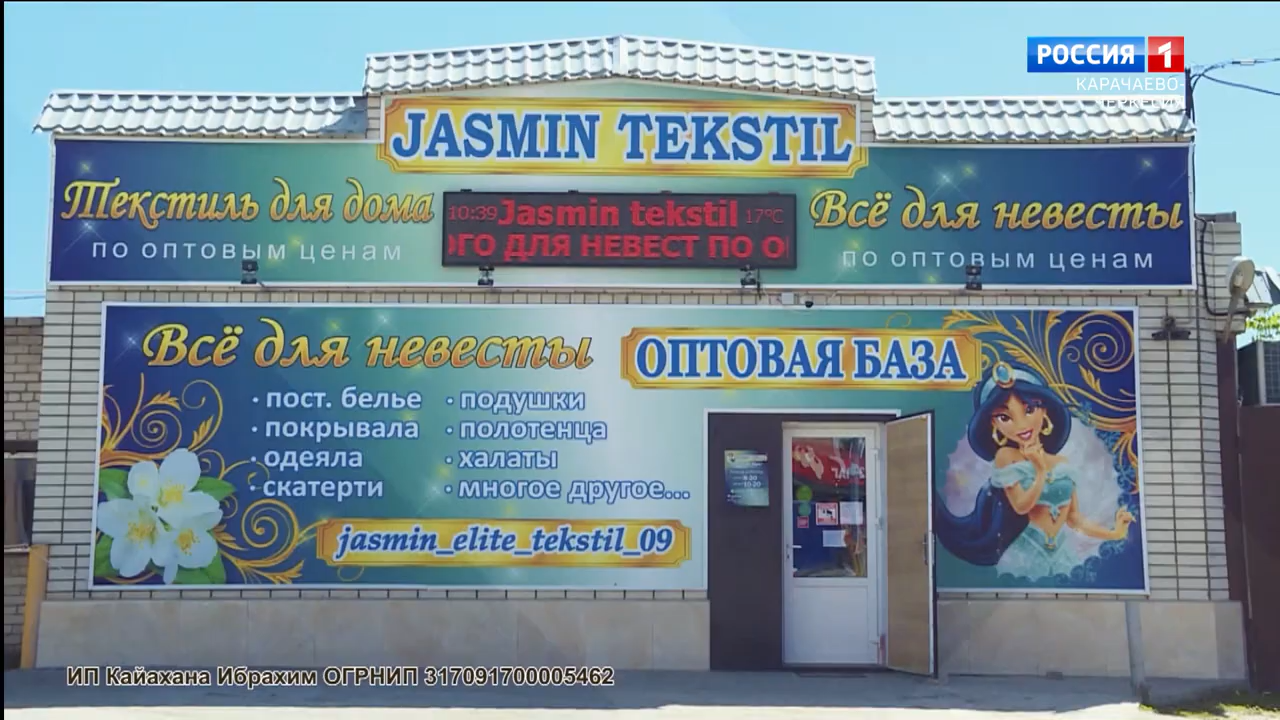 РОССИЯ 1
КАРАЧАЕВО-
ЧЕРКЕСИЯ
JASMIN TEKSTIL
Текстиль для дома
по оптовым ценам
10:39 Jasmin tekstil 17°C
ОГО ДЛЯ НЕВЕСТ ПО О
Всё для невесты
по оптовым ценам
Всё для невесты
ОПТОВАЯ БАЗА
· пост. белье
· покрывала
· одеяла
· скатерти
· подушки
· полотенца
· халаты
· многое другое...
jasmin_elite_tekstil_09
ИП Кайахана Ибрахим ОГРНИП 317091700005462